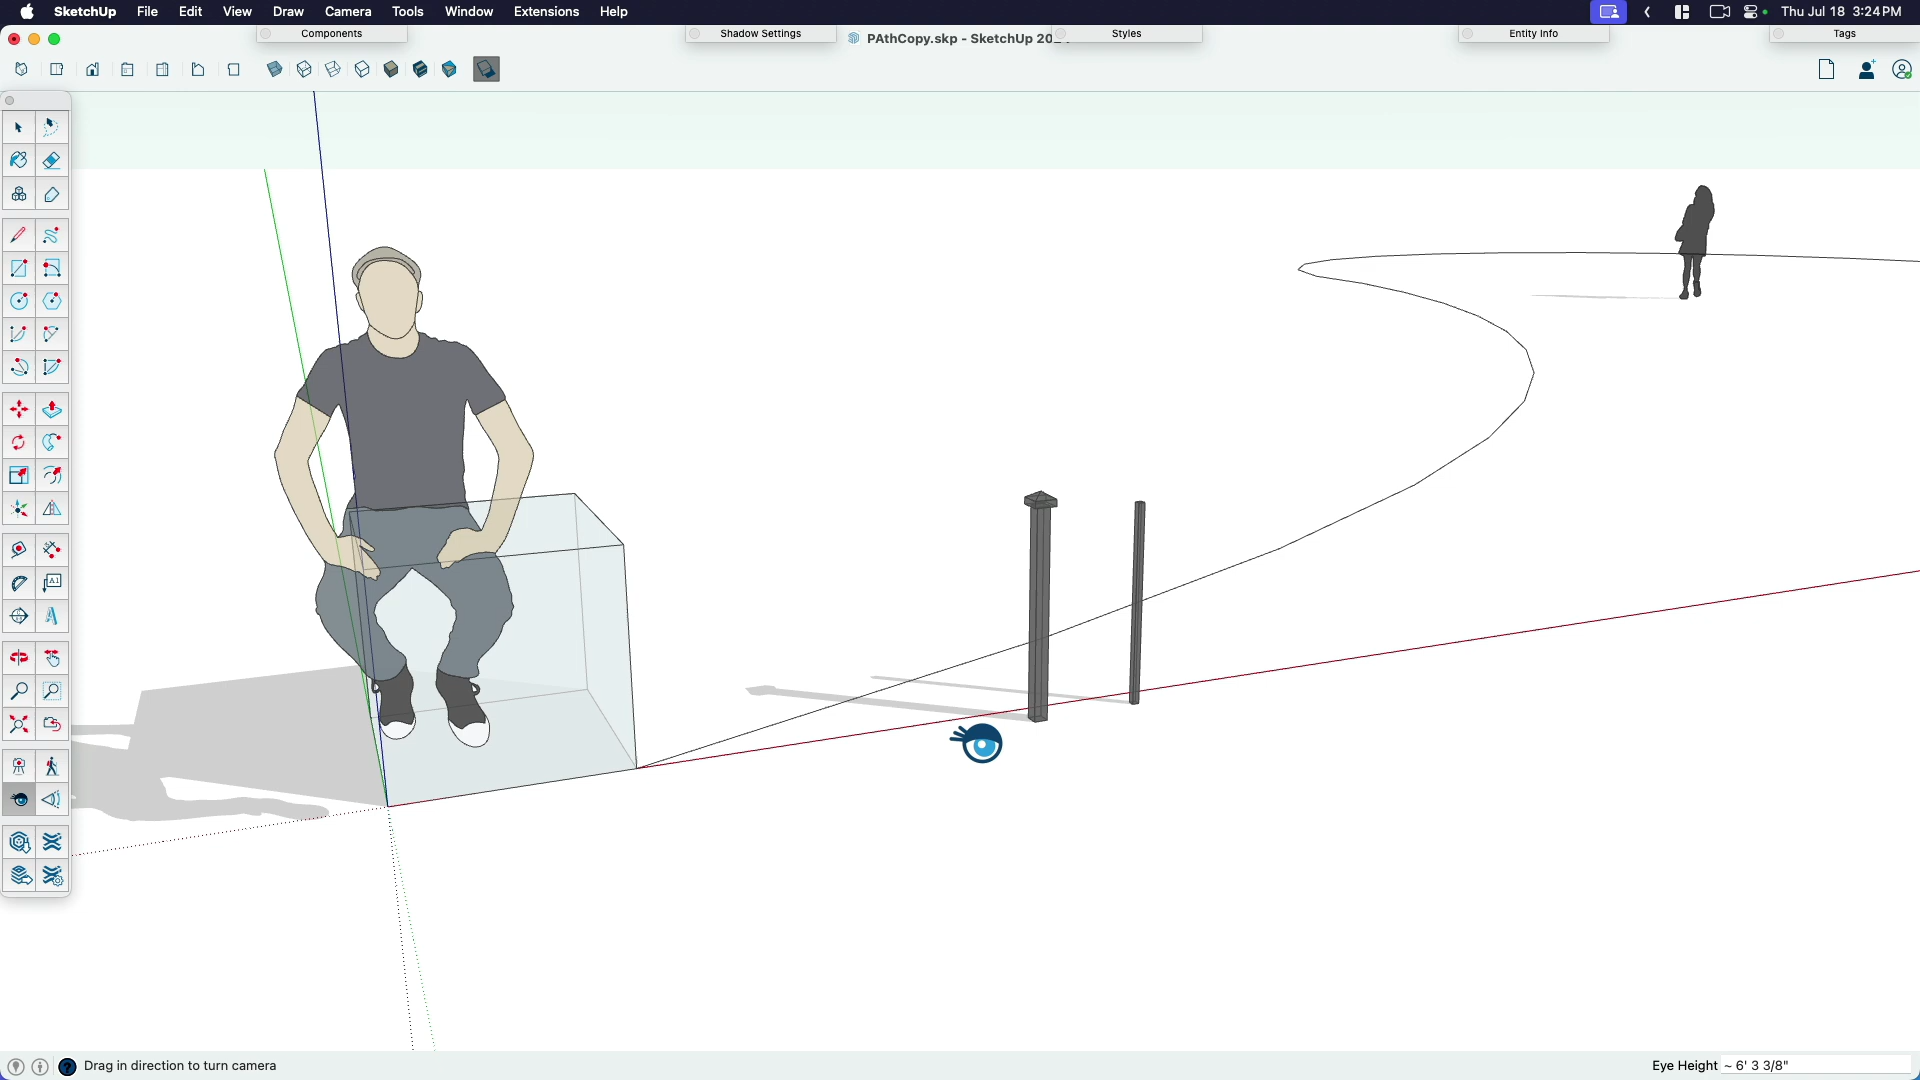 SketchUp File Edit View Draw Camera Tools Window Extensions Help Thu Jul 18 3:24PM
Components Shadow Settings PAthCopy.skp - SketchUp Styles Entity Info Tags
A1
Drag in direction to turn camera Eye Height ~ 6' 3 3/8"